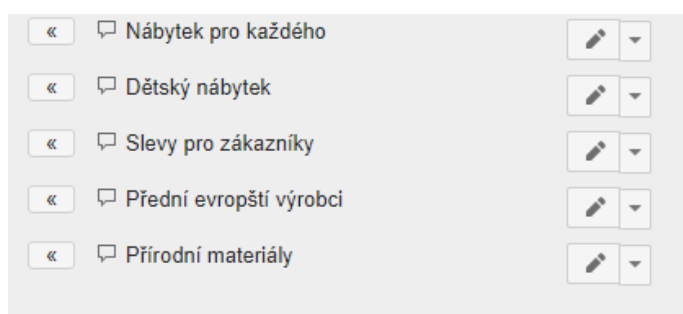 « Nábytek pro každého
« Dětský nábytek
« Slevy pro zákazníky
« Přední evropští výrobci
« Přírodní materiály